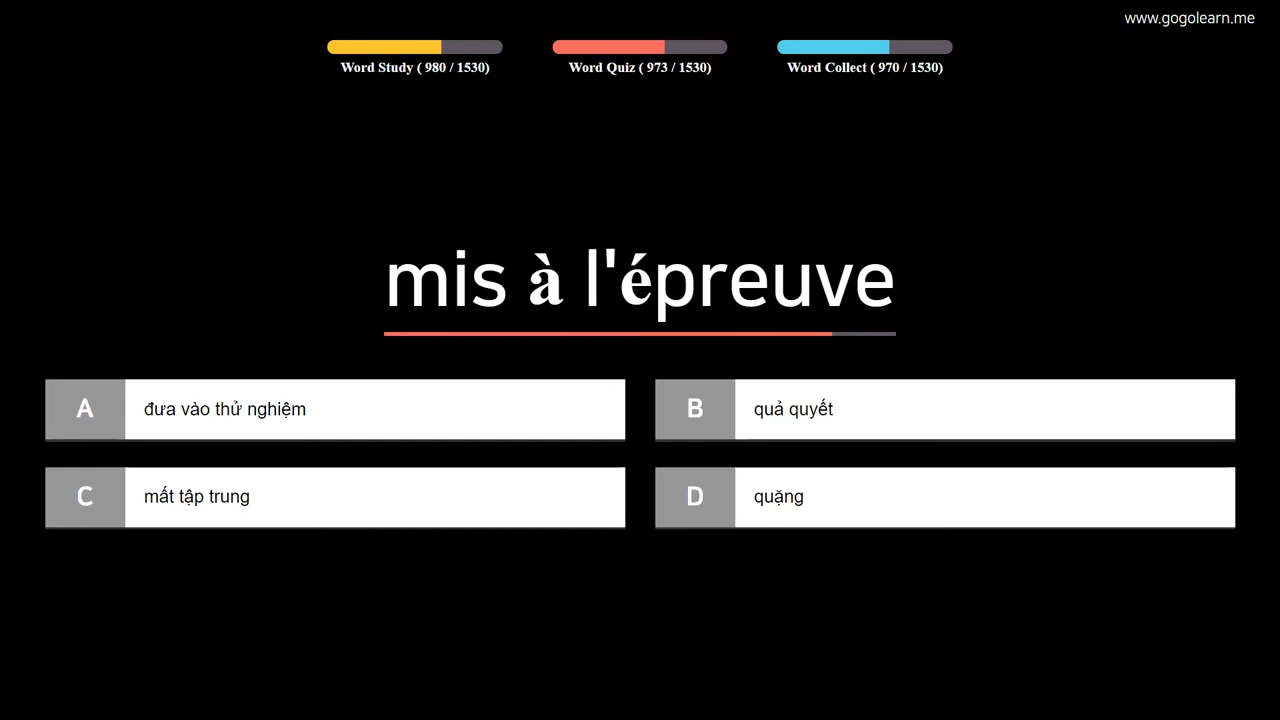 www.gogolearn.me
Word Study ( 980 / 1530)
Word Quiz ( 973 / 1530)
Word Collect ( 970 / 1530)
mis à l'épreuve
A đưa vào thử nghiệm
B quả quyết
C mất tập trung
D quặng